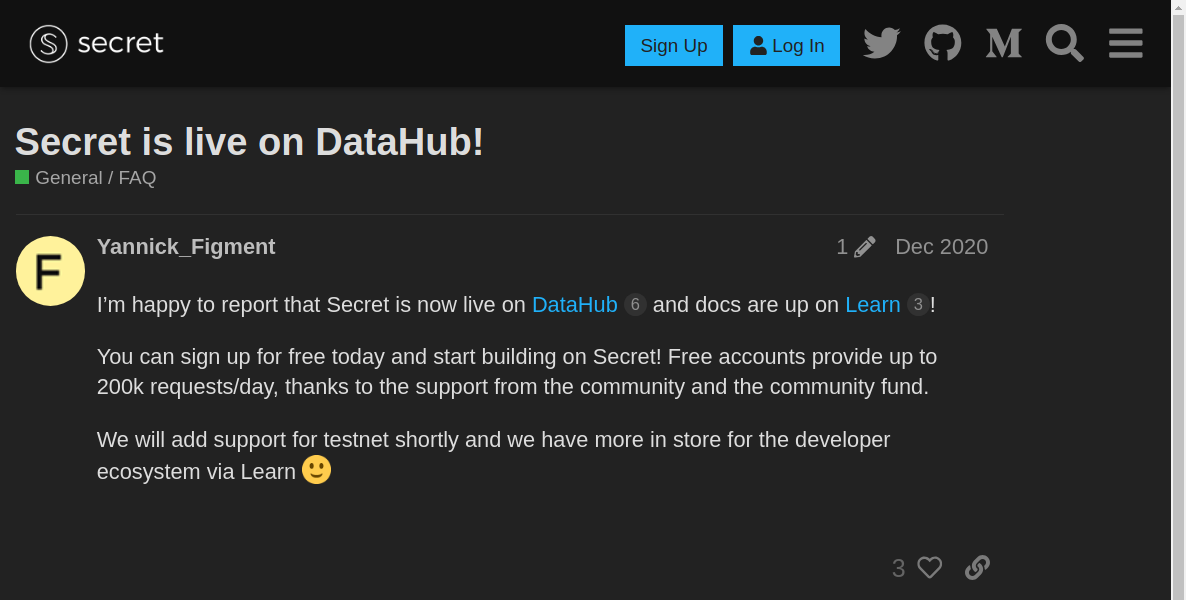 secret
Sign Up
Log In
Secret is live on DataHub!
General / FAQ
F
Yannick_Figment
1
Dec 2020
I’m happy to report that Secret is now live on DataHub 6 and docs are up on Learn 3!
You can sign up for free today and start building on Secret! Free accounts provide up to
200k requests/day, thanks to the support from the community and the community fund.
We will add support for testnet shortly and we have more in store for the developer
ecosystem via Learn
3